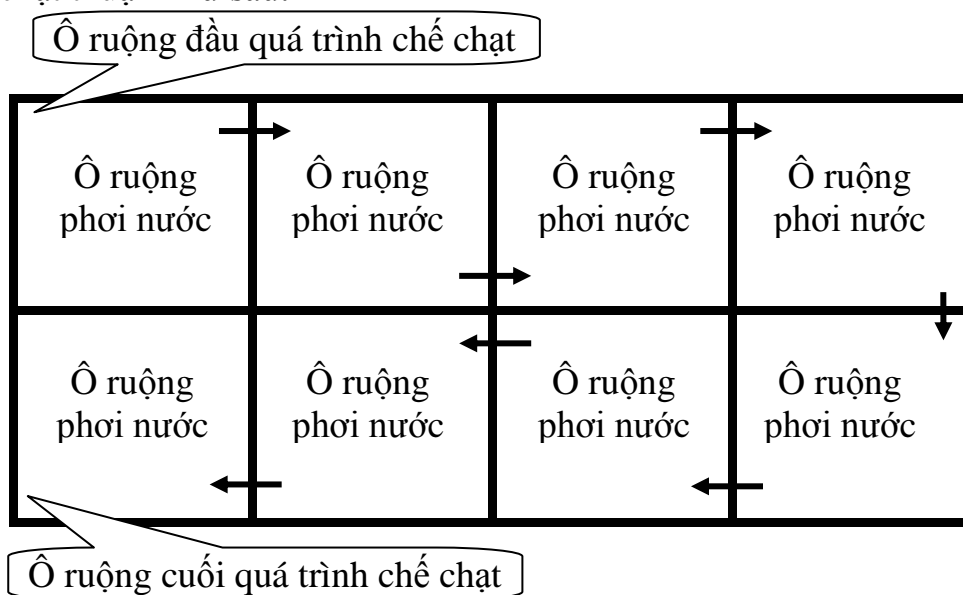 Ô ruộng đầu quá trình chế chạt
Ô ruộng
phơi nước
Ô ruộng
phơi nước
Ô ruộng
phơi nước
Ô ruộng
phơi nước
Ô ruộng
phơi nước
Ô ruộng
phơi nước
Ô ruộng
phơi nước
Ô ruộng
phơi nước
Ô ruộng cuối quá trình chế chạt